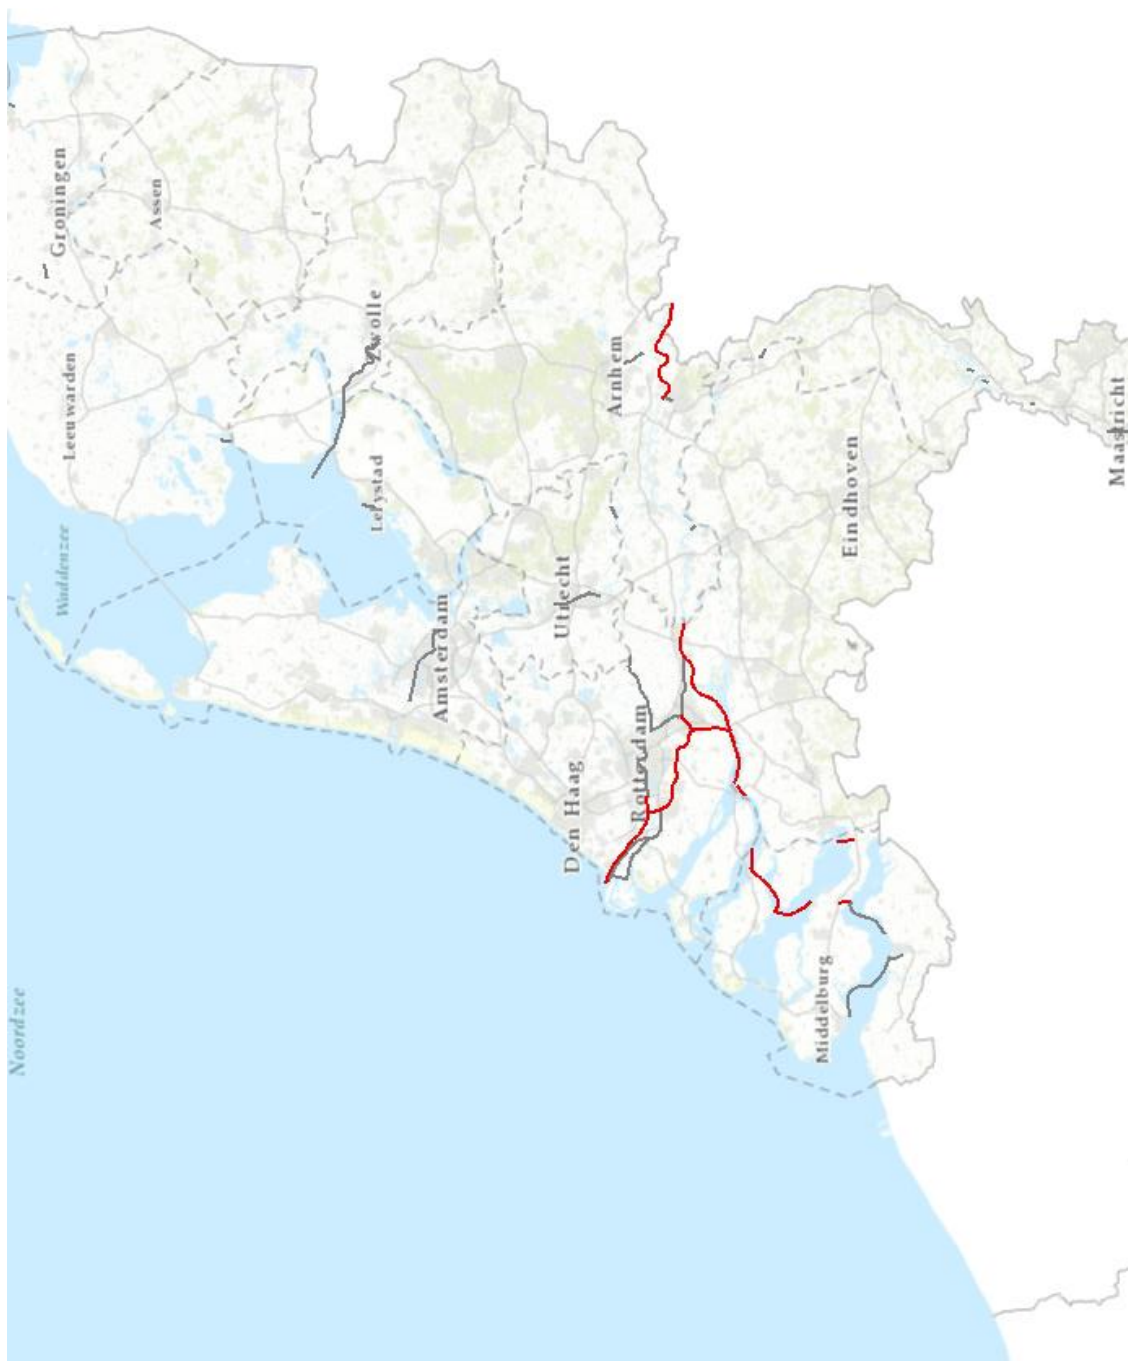 Groningen
Leeuwarden
Assen
Waddenzee
Zwolle
Lelystad
Noordzee
Amsterdam
Utrecht
Arnhem
Den Haag
Rotterdam
Middelburg
Eindhoven
Maastricht